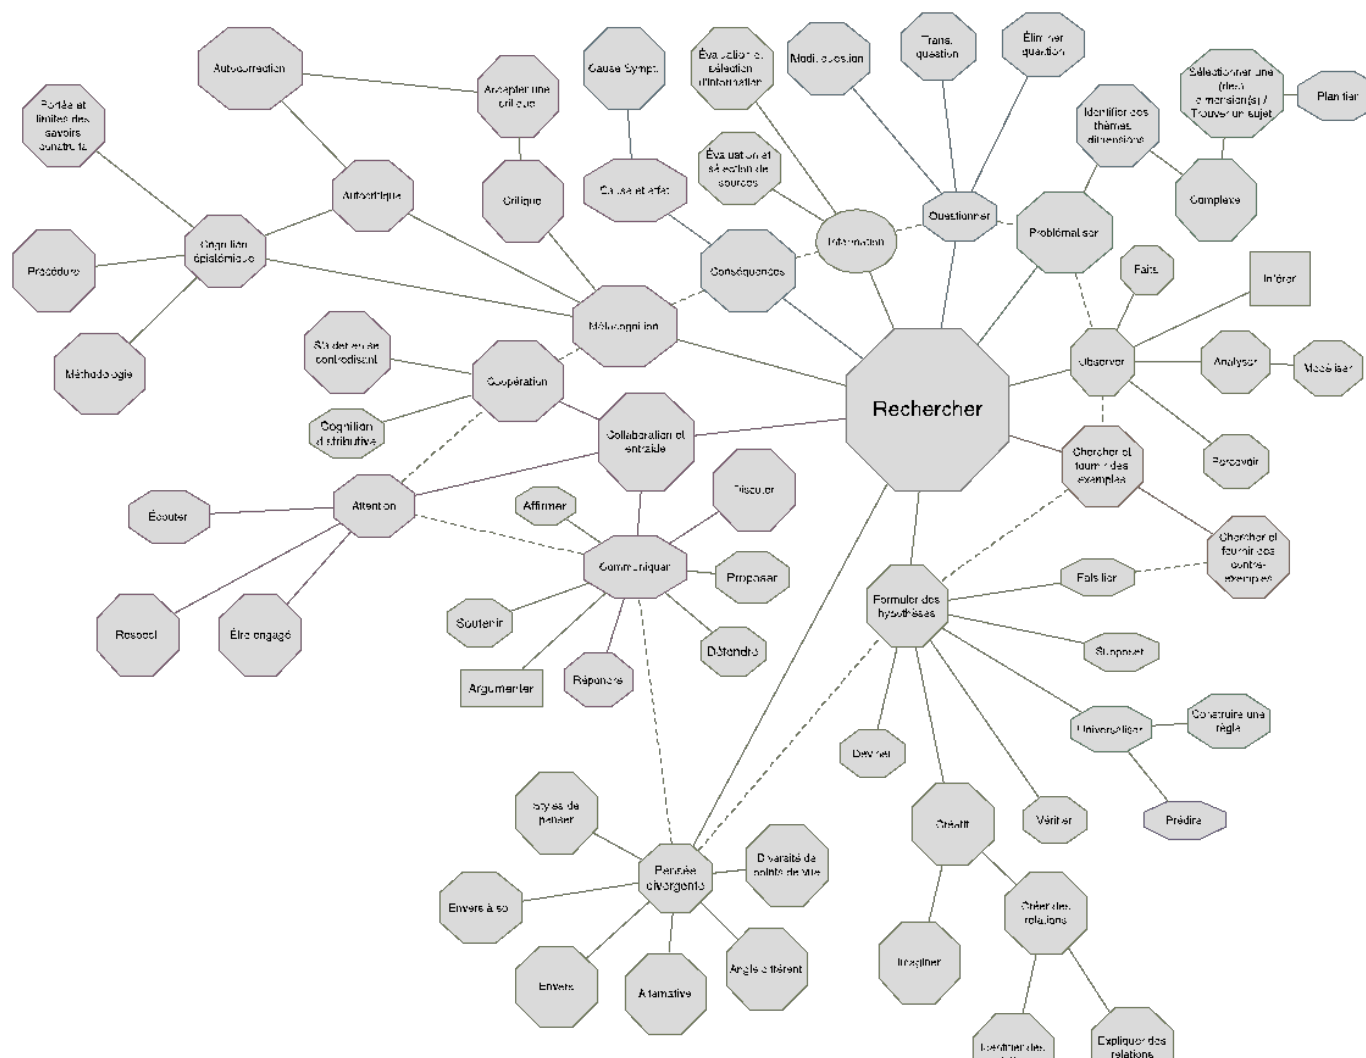 Autocorrection
Accepter une
critique
Cause Sympt.
Évaluation et
sélection
d'information
Modi. question
Trans.
question
Éliminer
question
Sélectionner une
(des)
dimension(s) /
Trouver un sujet
Planifier
Portée et
limites des
savoirs
construits
Identifier des
thèmes
dimensions
Évaluation et
sélection de
sources
Autocritique
Critique
Cause et effet
Complexe
Questionner
Problématiser
Information
Cognition
épistémique
Procédure
Conséquences
Faits
Inférer
Métacognition
S'aider en se
contredisant
Méthodologie
Coopération
Observer
Analyser
Modéliser
Rechercher
Cognition
distributive
Collaboration et
entraide
Chercher et
fournir des
exemples
Percevoir
Discuter
Affirmer
Écouter
Attention
Communiquer
Proposer
Chercher et
fournir des
contre-
exemples
Falsifier
Formuler des
hypothèses
Soutenir
Respect
Être engagé
Défendre
Supposer
Répondre
Argumenter
Universaliser
Construire une
règle
Deviner
Styles de
penser
Créatif
Vérifier
Prédire
Pensée
divergente
Diversité de
points de vue
Envers à soi
Créer des
relations
Imaginer
Angle différent
Envers
Alternative
Identifier des
Expliquer des
relations